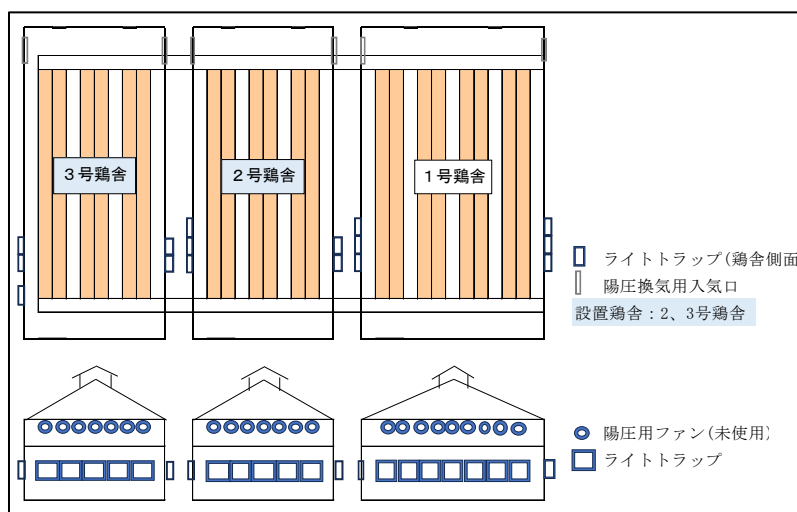 3号鶏舎
2号鶏舎
1号鶏舎
ライトトラップ(鶏舎側面
陽圧換気用入気口
設置鶏舎：2、3号鶏舎
陽圧用ファン(未使用)
ライトトラップ